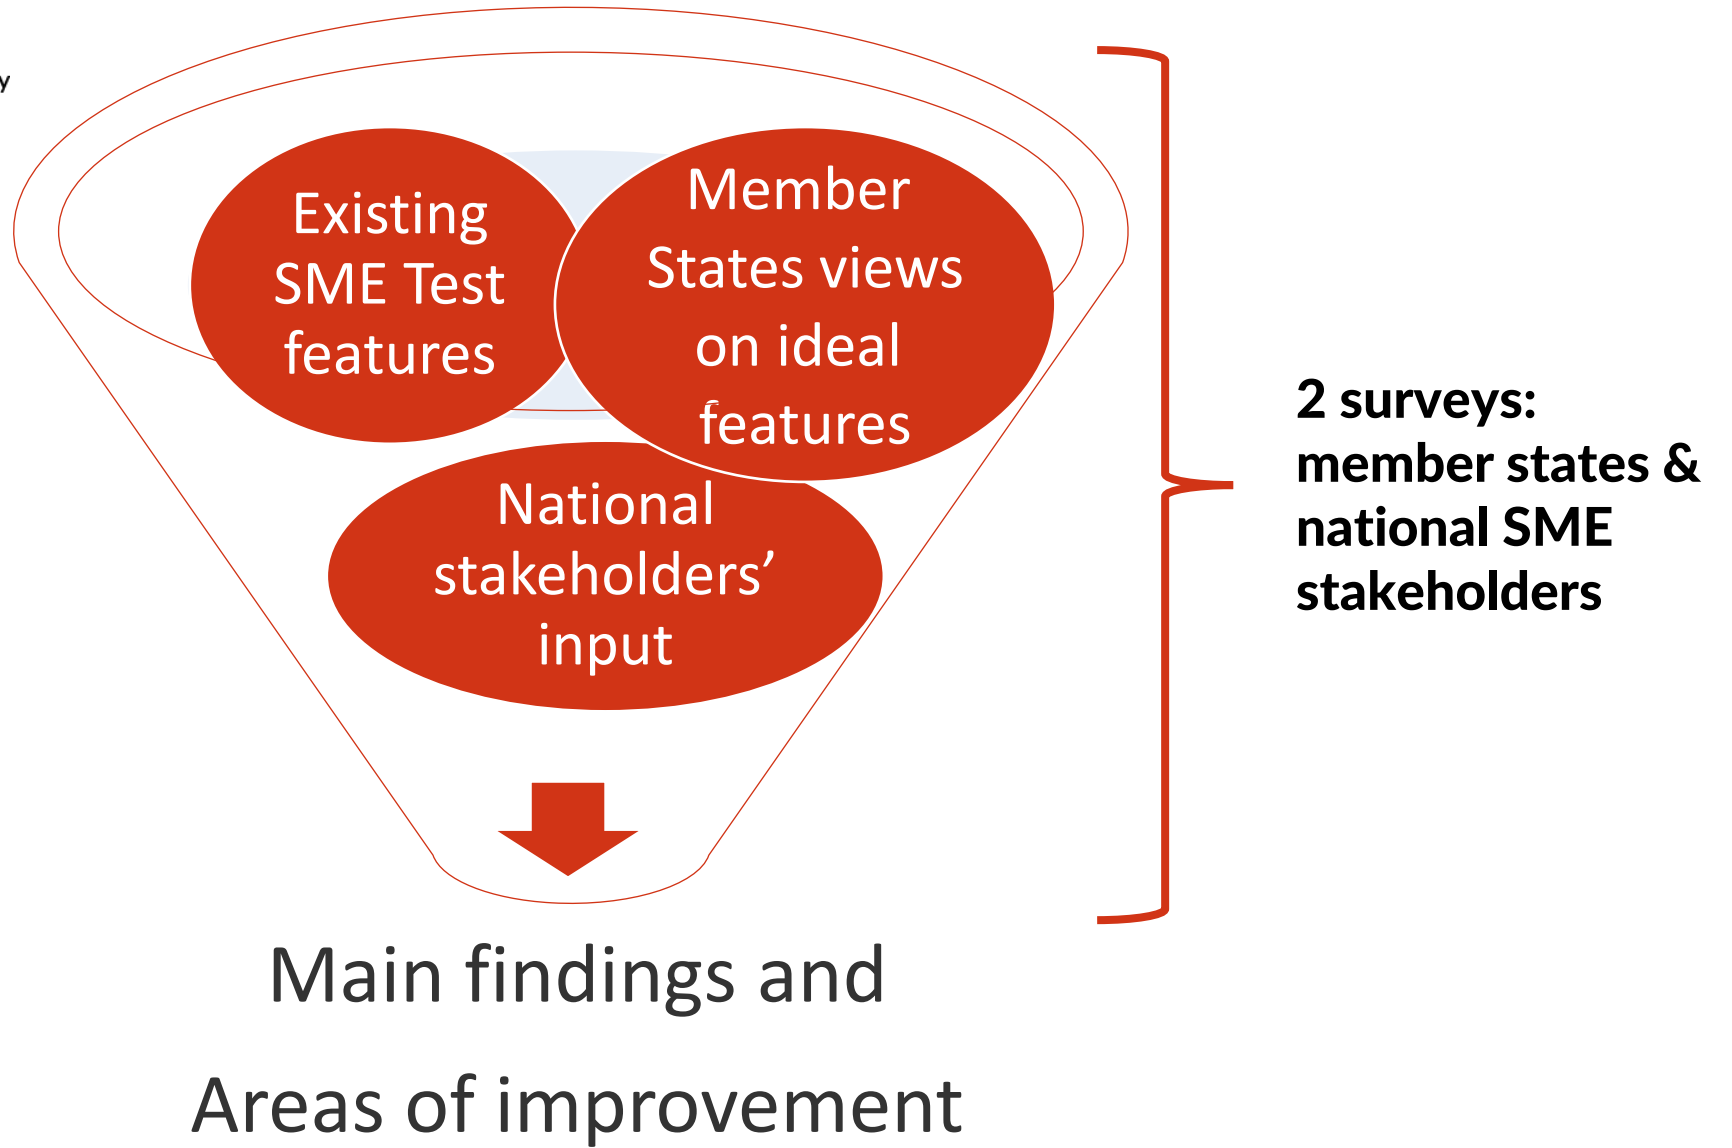 y
Existing
SME Test
features
Member
States views
on ideal
features
National
stakeholders’
input
2 surveys:
member states &
national SME
stakeholders
Main findings and
Areas of improvement